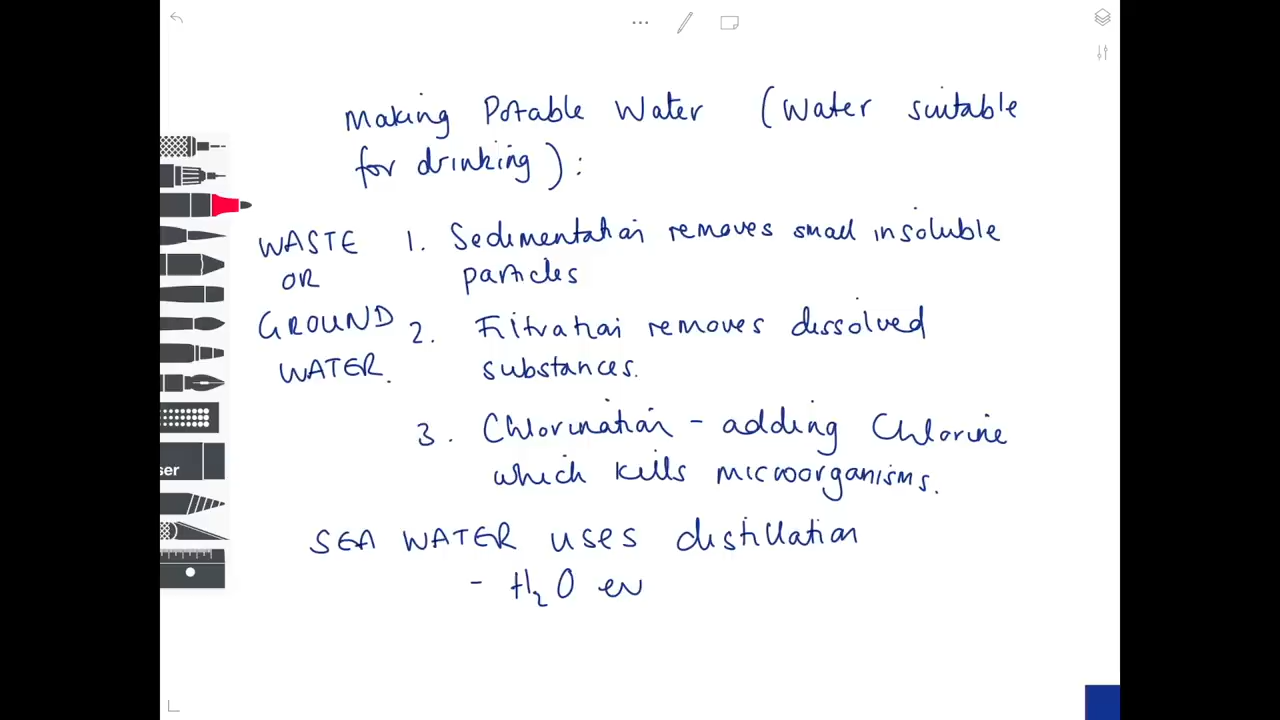 Making Potable Water (Water suitable
for drinking):
WASTE
OR
GROUND
WATER.
1. Sedimentation removes small insoluble
particles
2. Filtration removes dissolved
substances.
3. Chlorination - adding Chlorine
which kills microorganisms.
SEA WATER uses distillation
- H₂O ev
ser